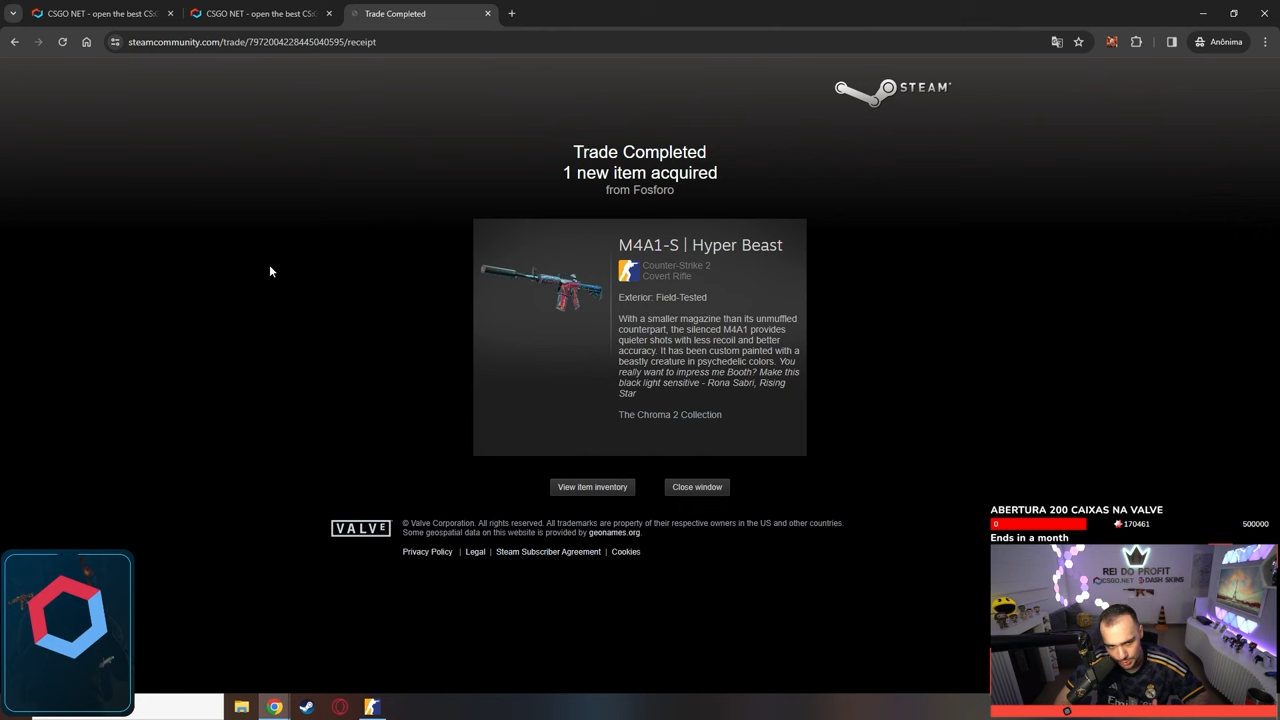 CSGO NET - open the best CS:
CSGO NET - open the best CS:G
Trade Completed
steamcommunity.com/trade/7972004228445040595/receipt
Anônima
STEAM
Trade Completed
1 new item acquired
from Fosforo
M4A1-S | Hyper Beast
Counter-Strike 2
Covert Rifle
Exterior: Field-Tested
With a smaller magazine than its unmuffled
counterpart, the silenced M4A1 provides
quieter shots with less recoil and better
accuracy. It has been custom painted with a
beastly creature in psychedelic colors. You
really want to impress me Booth? Make this
black light sensitive - Rona Sabri, Rising
Star
The Chroma 2 Collection
View item inventory
Close window
VALVE
© Valve Corporation. All rights reserved. All trademarks are property of their respective owners in the US and other countries.
Some geospatial data on this website is provided by geonames.org.
Privacy Policy | Legal | Steam Subscriber Agreement | Cookies
ABERTURA 200 CAIXAS NA VALVE
0 170461 500000
Ends in a month
REI DO PROFIT
CSGO.NET DASH SKINS